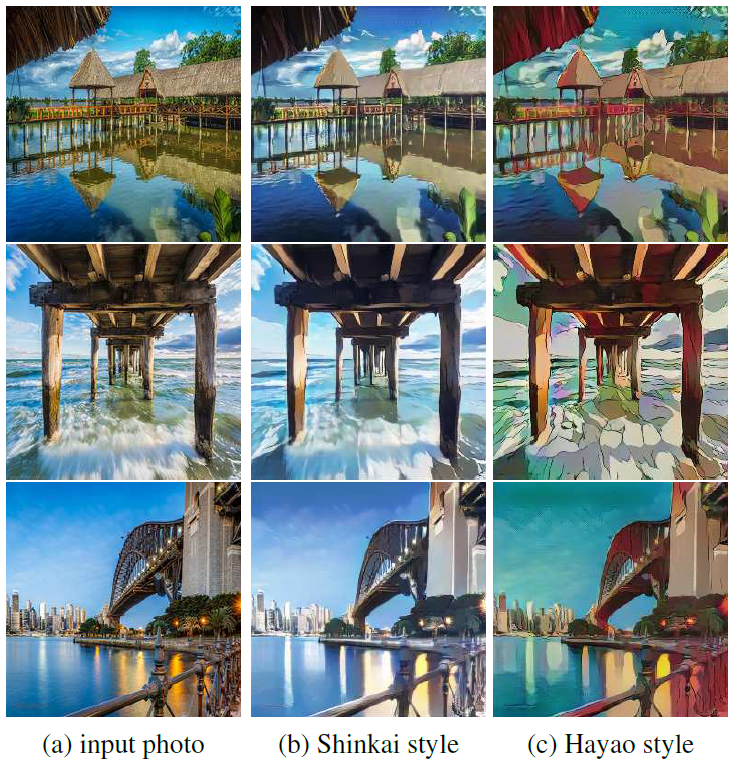 (a) input photo
(b) Shinkai style
(c) Hayao style